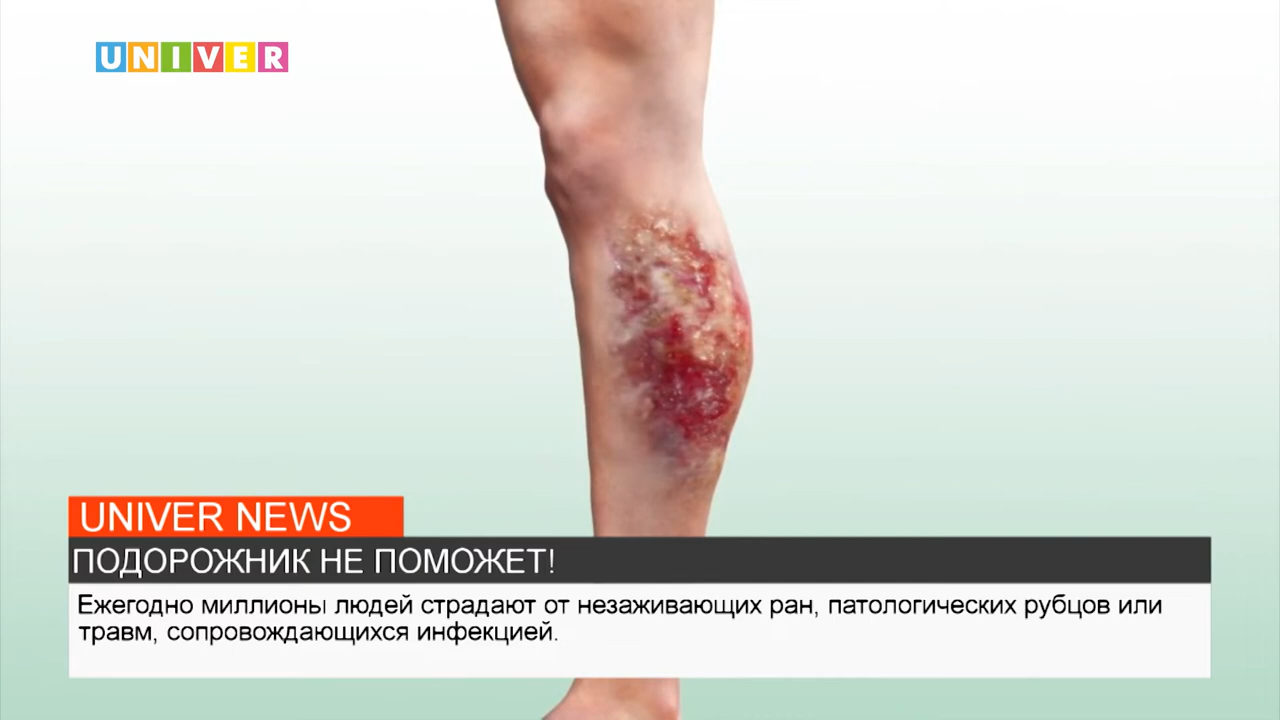 UNIVER
UNIVER NEWS
ПОДОРОЖНИК НЕ ПОМОЖЕТ!
Ежегодно миллионы людей страдают от незаживающих ран, патологических рубцов или
травм, сопровождающихся инфекцией.